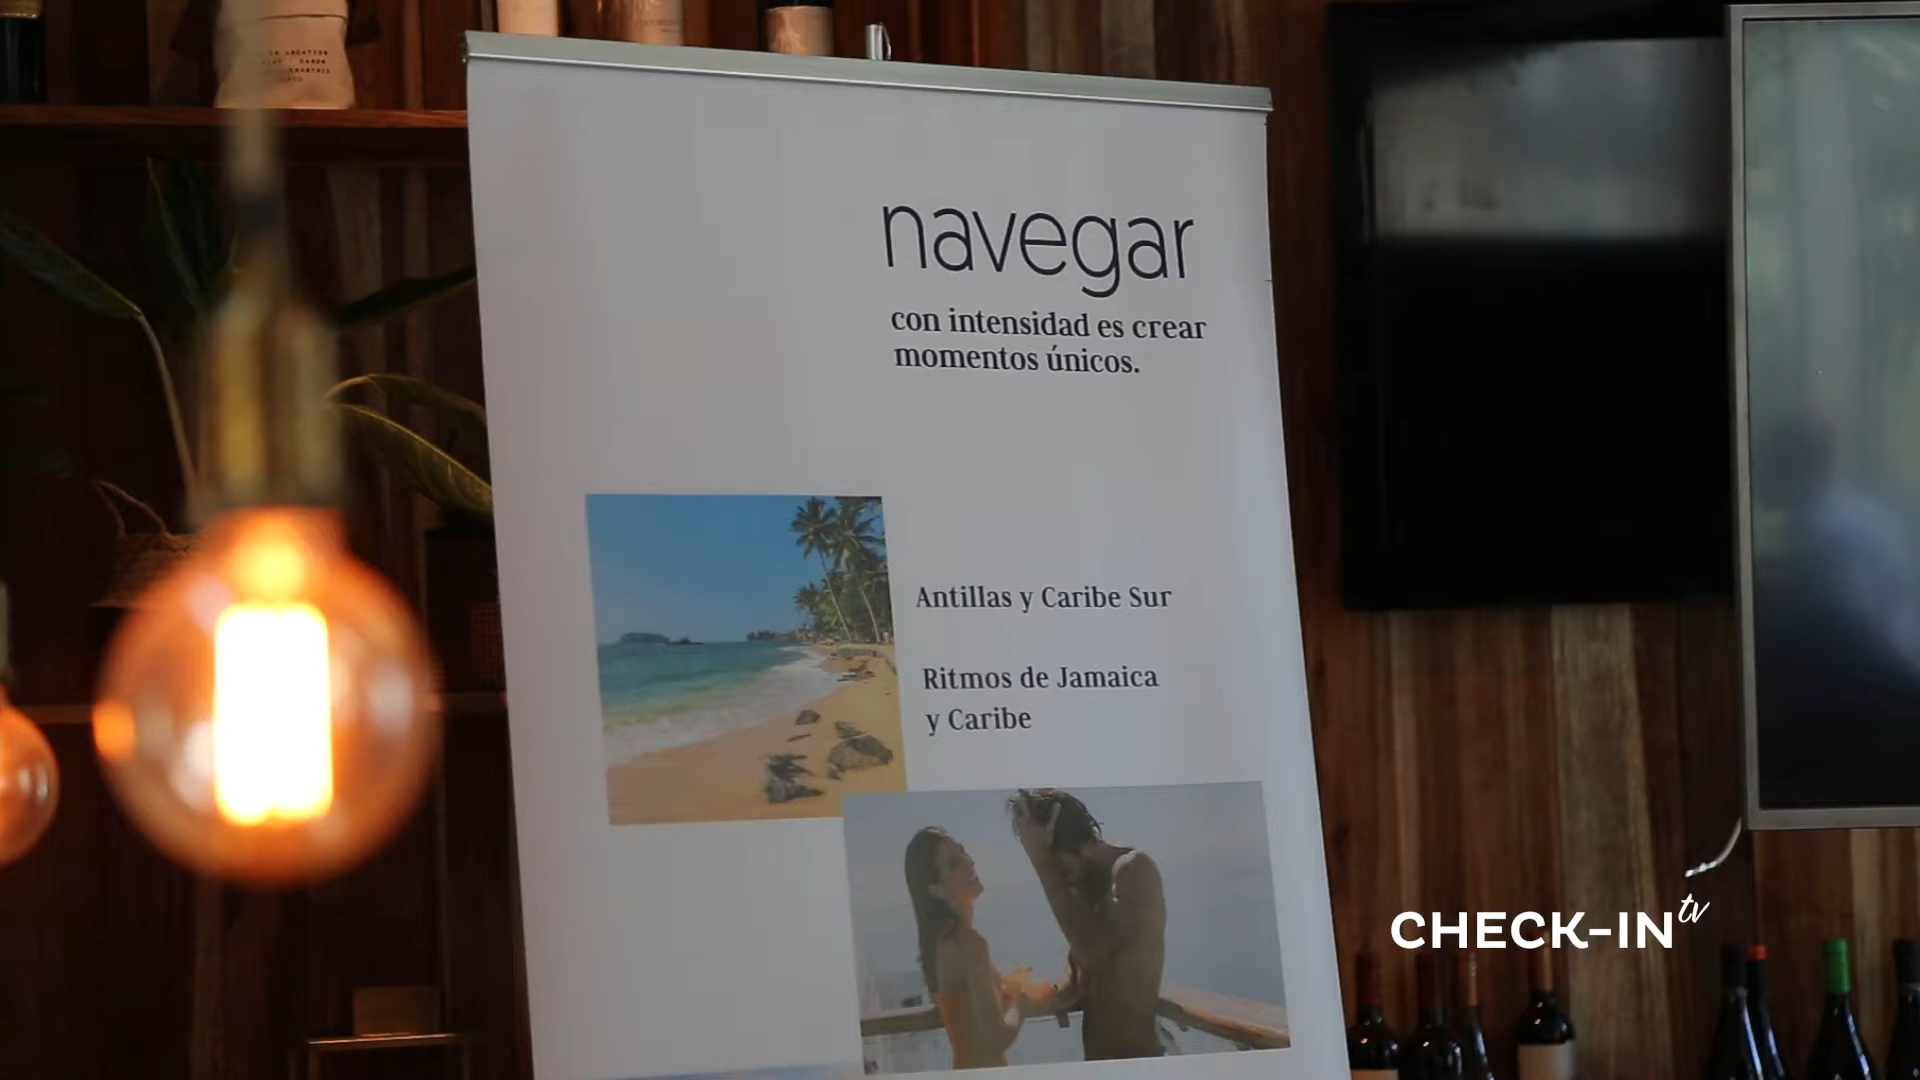 navegar
con intensidad es crear
momentos únicos.
Antillas y Caribe Sur
Ritmos de Jamaica
y Caribe
CHECK-IN tv